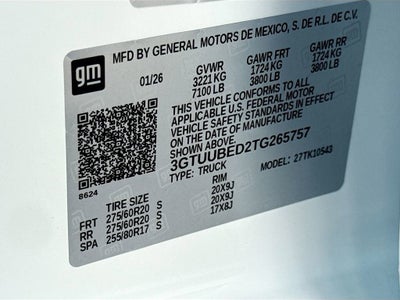 gm
MFD BY GENERAL MOTORS DE MEXICO, S. DE R.L. DE C.V.
01/26 GVWR GAWR FRT GAWR RR
3221 KG 1724 KG 1724 KG
7100 LB 3800 LB 3800 LB
THIS VEHICLE CONFORMS TO ALL
APPLICABLE U.S. FEDERAL MOTOR
VEHICLE SAFETY STANDARDS IN EFFECT
ON THE DATE OF MANUFACTURE
SHOWN ABOVE.
3GTUUBED2TG265757
TYPE: TRUCK MODEL: 27TK10543
8624
TIRE SIZE RIM
FRT 275/60R20 S 20X9J
RR 275/60R20 S 20X9J
SPA 255/80R17 S 17X8J